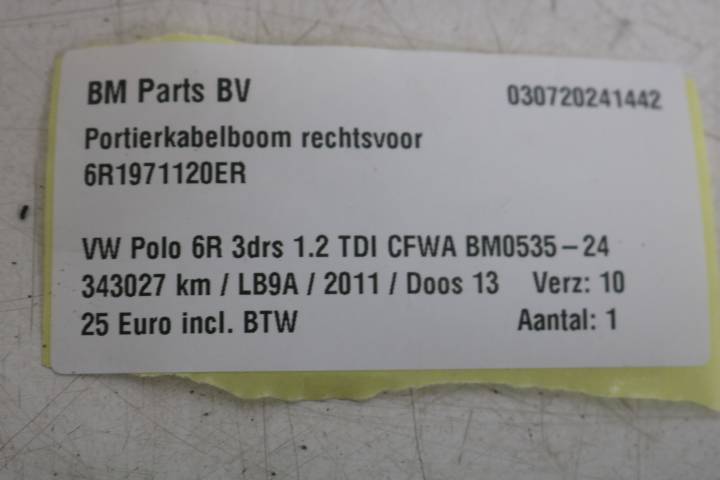 BM Parts BV 030720241442
Portierkabelboom rechtsvoor
6R1971120ER
VW Polo 6R 3drs 1.2 TDI CFWA BM0535-24
343027 km / LB9A / 2011 / Doos 13 Verz: 10
25 Euro incl. BTW Aantal: 1